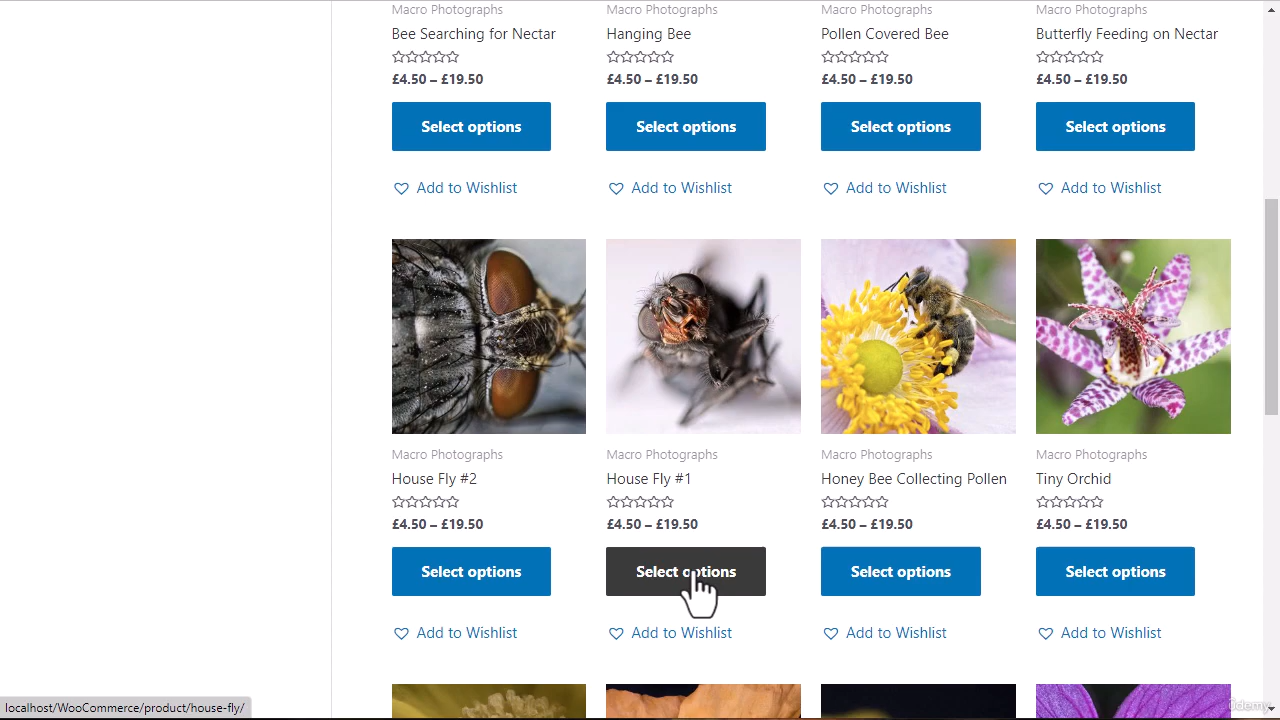 Macro Photographs
Macro Photographs
Macro Photographs
Macro Photographs
Bee Searching for Nectar
Hanging Bee
Pollen Covered Bee
Butterfly Feeding on Nectar
£4.50 – £19.50
£4.50 – £19.50
£4.50 – £19.50
£4.50 – £19.50
Select options
Select options
Select options
Select options
Add to Wishlist
Add to Wishlist
Add to Wishlist
Add to Wishlist
Macro Photographs
Macro Photographs
Macro Photographs
Macro Photographs
House Fly #2
House Fly #1
Honey Bee Collecting Pollen
Tiny Orchid
£4.50 – £19.50
£4.50 – £19.50
£4.50 – £19.50
£4.50 – £19.50
Select options
Select options
Select options
Select options
Add to Wishlist
Add to Wishlist
Add to Wishlist
Add to Wishlist
localhost/WooCommerce/product/house-fly/
Udemy